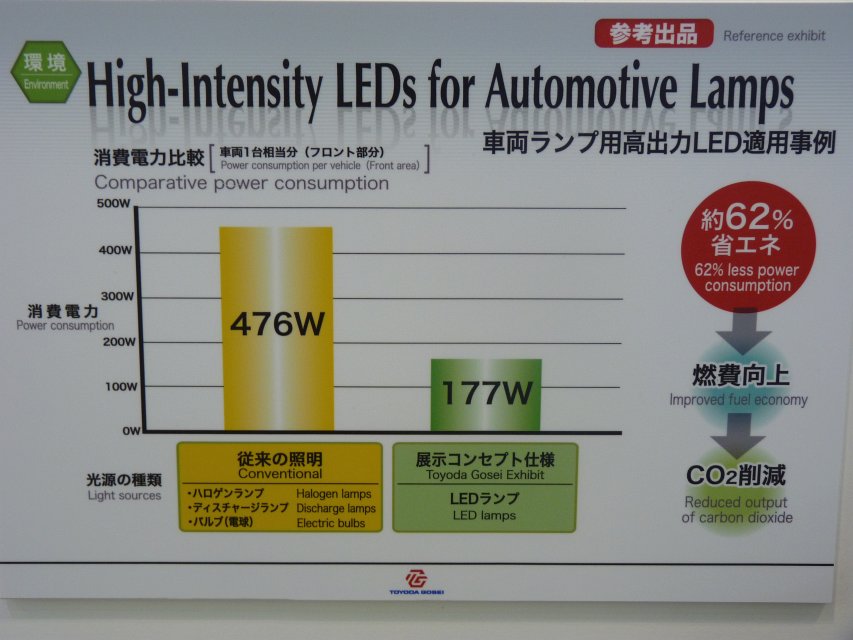 参考出品 Reference exhibit
環境
Environment
High-Intensity LEDs for Automotive Lamps
車両ランプ用高出力LED適用事例
消費電力比較 [車両1台相当分（フロント部分）
Power consumption per vehicle (Front area)]
Comparative power consumption
500W
400W
300W
200W
100W
0W
消費電力
Power consumption
476W
177W
光源の種類
Light sources
従来の照明
Conventional
・ハロゲンランプ Halogen lamps
・ディスチャージランプ Discharge lamps
・バルブ（電球） Electric bulbs
展示コンセプト仕様
Toyoda Gosei Exhibit
LEDランプ
LED lamps
約62%
省エネ
62% less power
consumption
燃費向上
Improved fuel economy
CO2削減
Reduced output
of carbon dioxide
TOYODA GOSEI